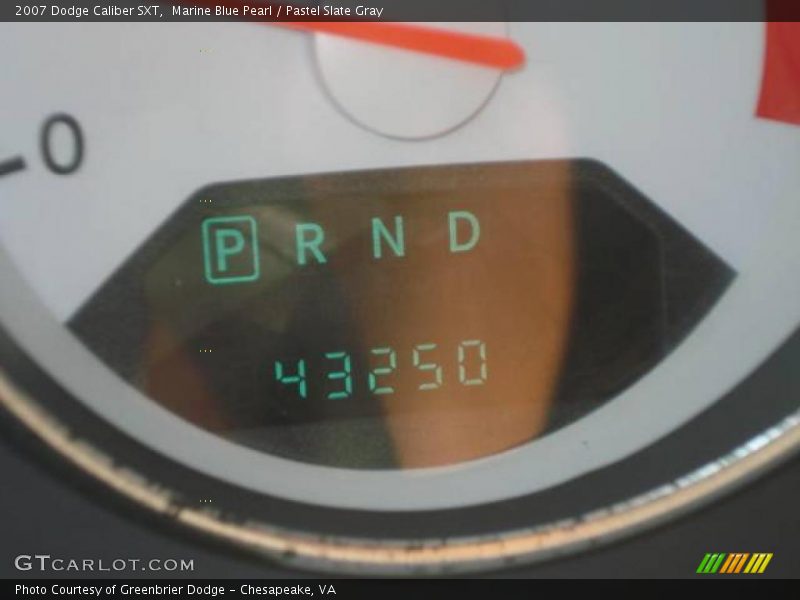 2007 Dodge Caliber SXT,  Marine Blue Pearl / Pastel Slate Gray
0
P R N D
43250
GTCARLOT.COM
Photo Courtesy of Greenbrier Dodge - Chesapeake, VA